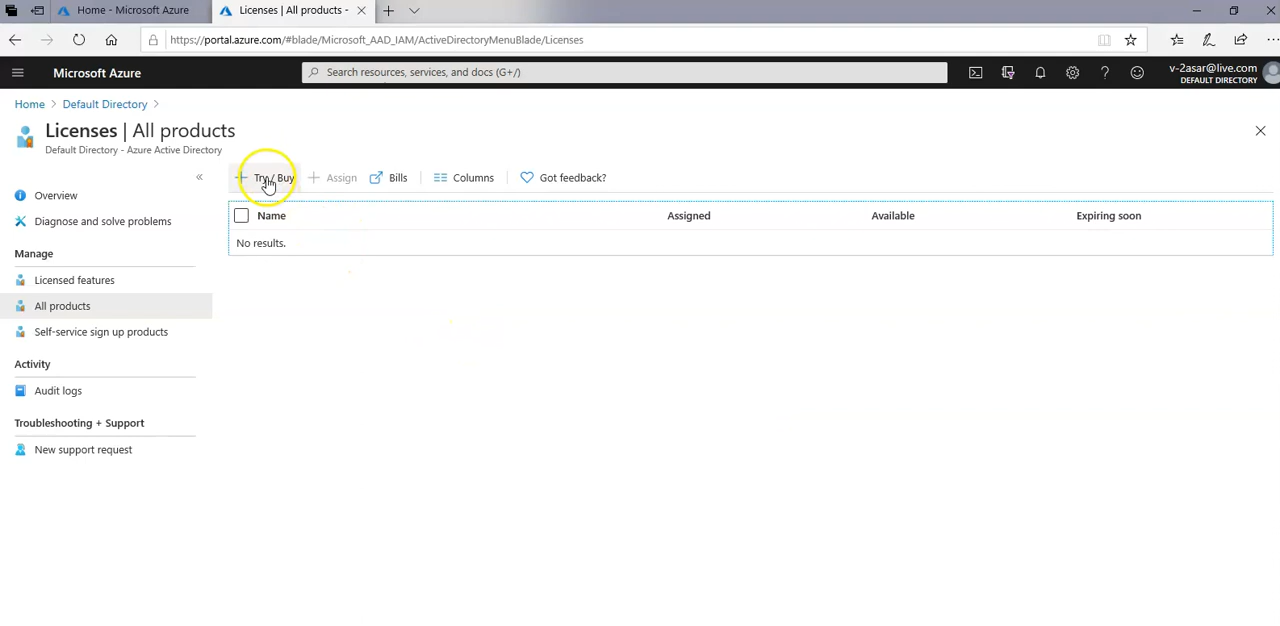 Home - Microsoft Azure
Licenses | All products -
https://portal.azure.com/#blade/Microsoft_AAD_IAM/ActiveDirectoryMenuBlade/Licenses
Microsoft Azure
Search resources, services, and docs (G+/)
v-2asar@live.com
DEFAULT DIRECTORY
Home > Default Directory >
Licenses | All products
Default Directory - Azure Active Directory
Try / Buy Assign Bills Columns Got feedback?
Overview
Diagnose and solve problems
Manage
Licensed features
All products
Self-service sign up products
Activity
Audit logs
Troubleshooting + Support
New support request
Name Assigned Available Expiring soon
No results.